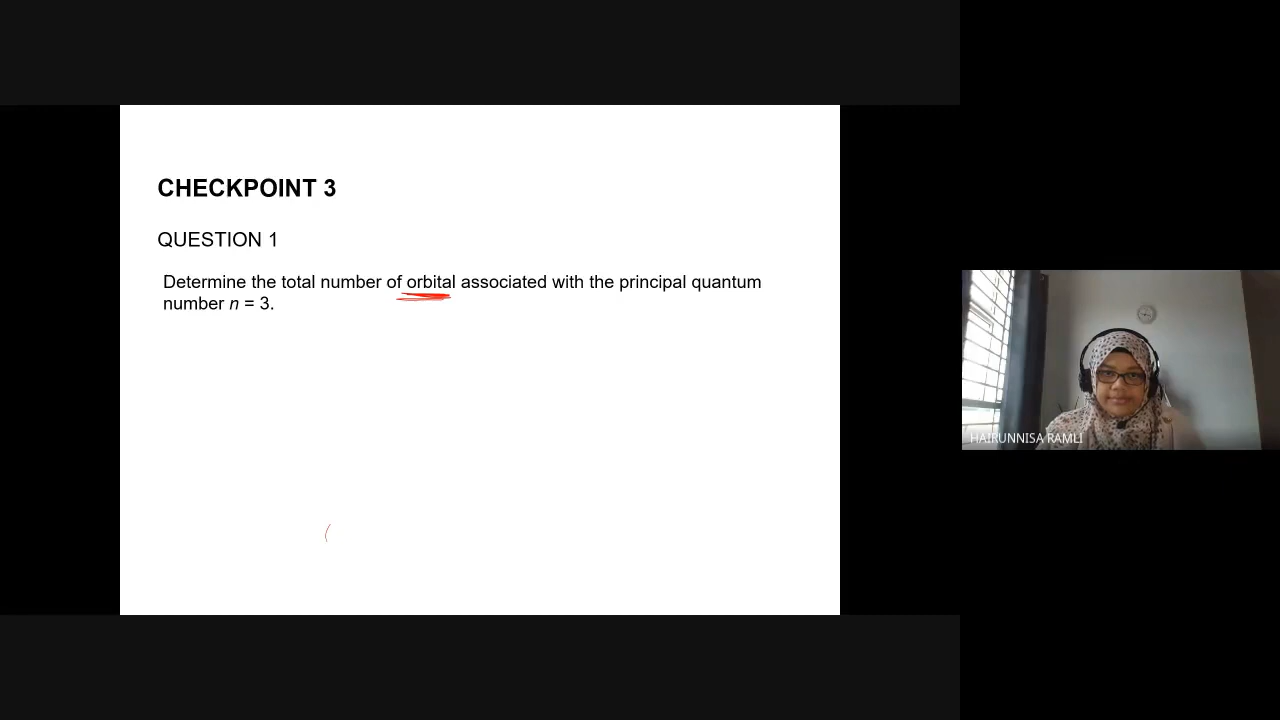 CHECKPOINT 3
QUESTION 1
Determine the total number of orbital associated with the principal quantum
number n = 3.
HAIRUNNISA RAMLI